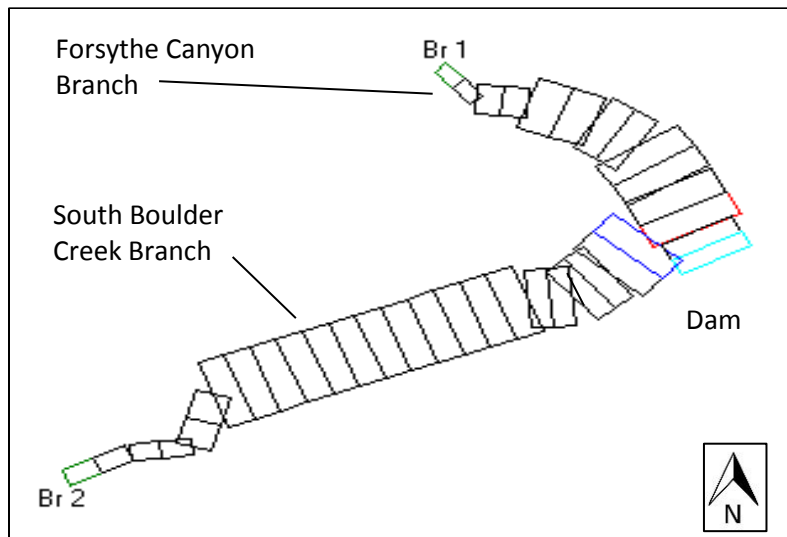 Forsythe Canyon
Branch
Br 1
South Boulder
Creek Branch
Dam
Br 2
N